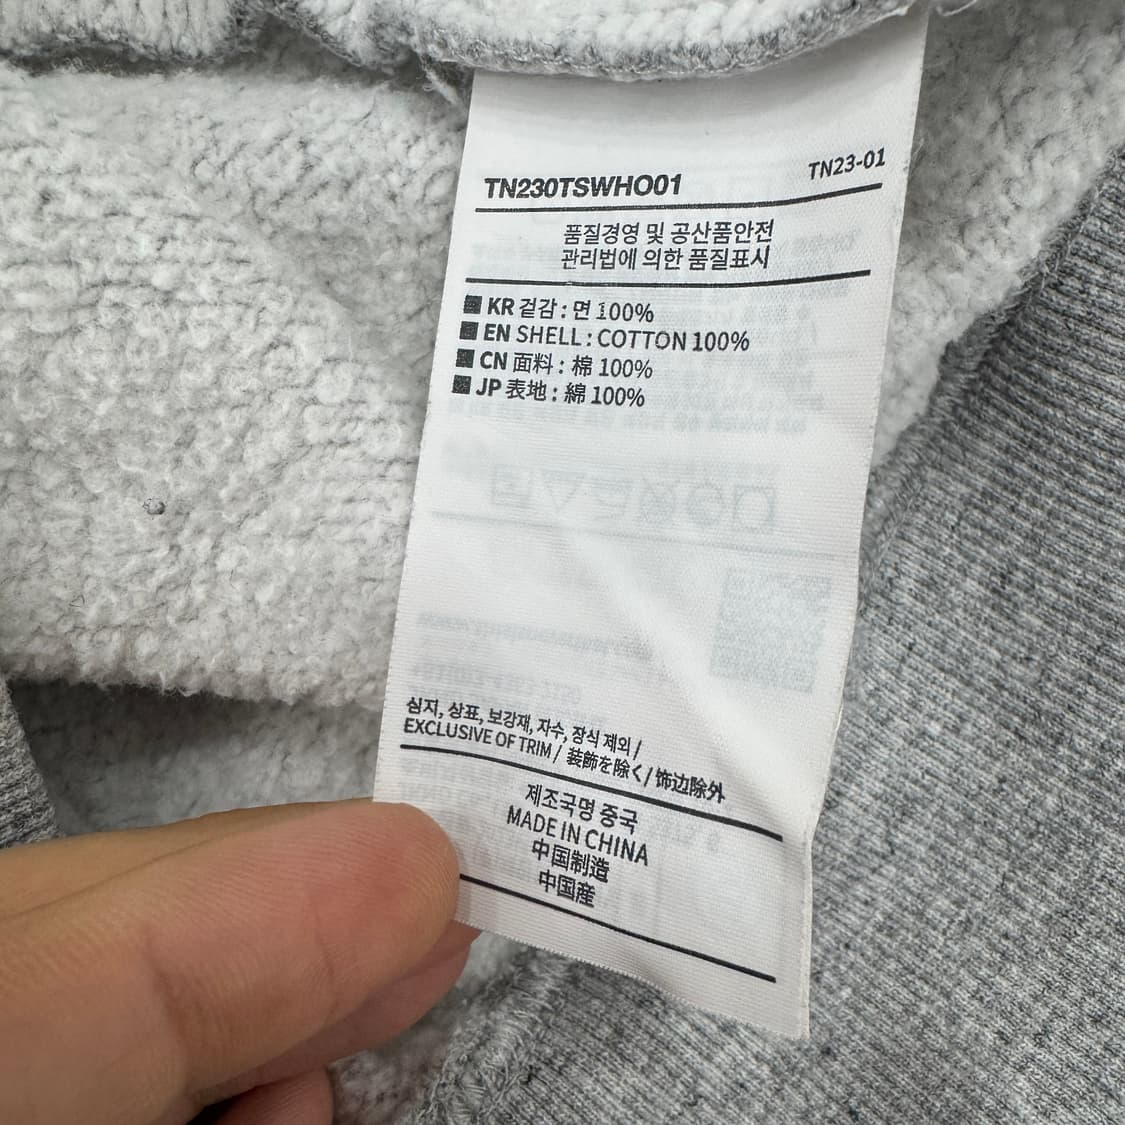 TN23-01
TN230TSWHO01
품질경영 및 공산품안전
관리법에 의한 품질표시
■ KR 겉감 : 면 100%
■ EN SHELL : COTTON 100%
■ CN 面料 : 棉 100%
■ JP 表地 : 綿 100%
심지, 상표, 보강재, 자수, 장식 제외 /
EXCLUSIVE OF TRIM / 装飾を除く / 饰边除外
제조국명 중국
MADE IN CHINA
中国制造
中国産